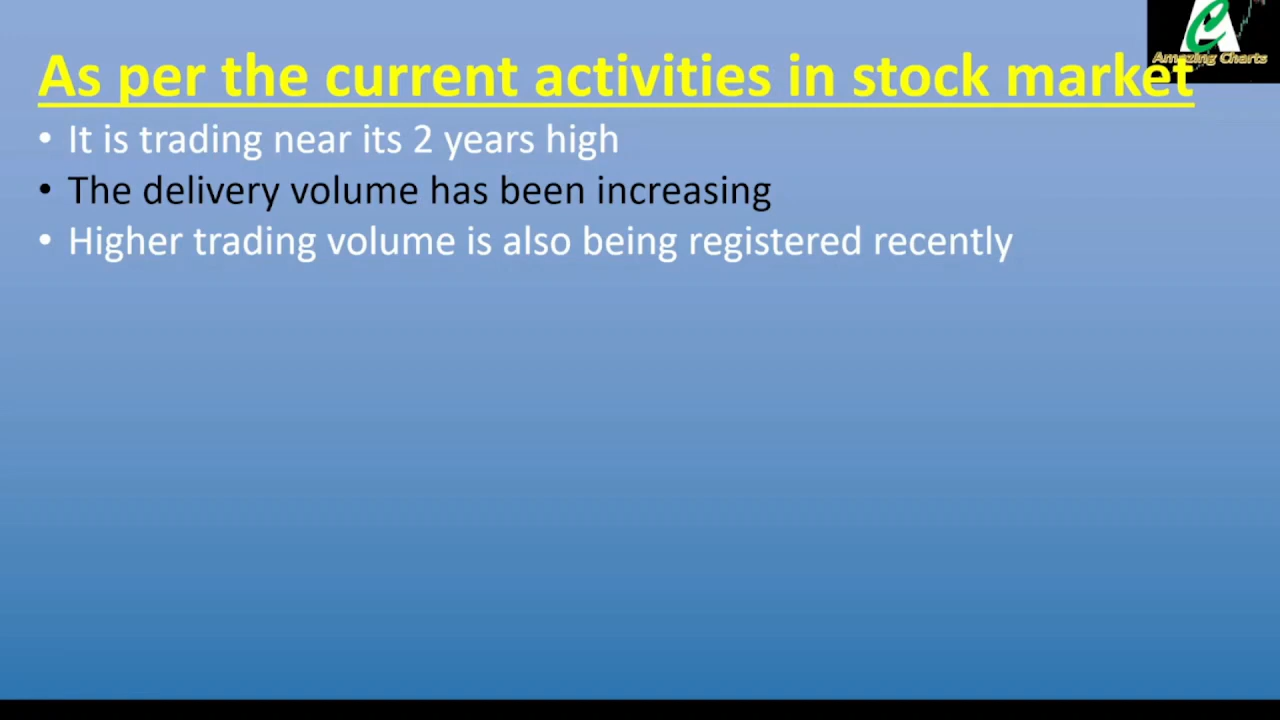 As per the current activities in stock market
Amazing Charts
• It is trading near its 2 years high
• The delivery volume has been increasing
• Higher trading volume is also being registered recently